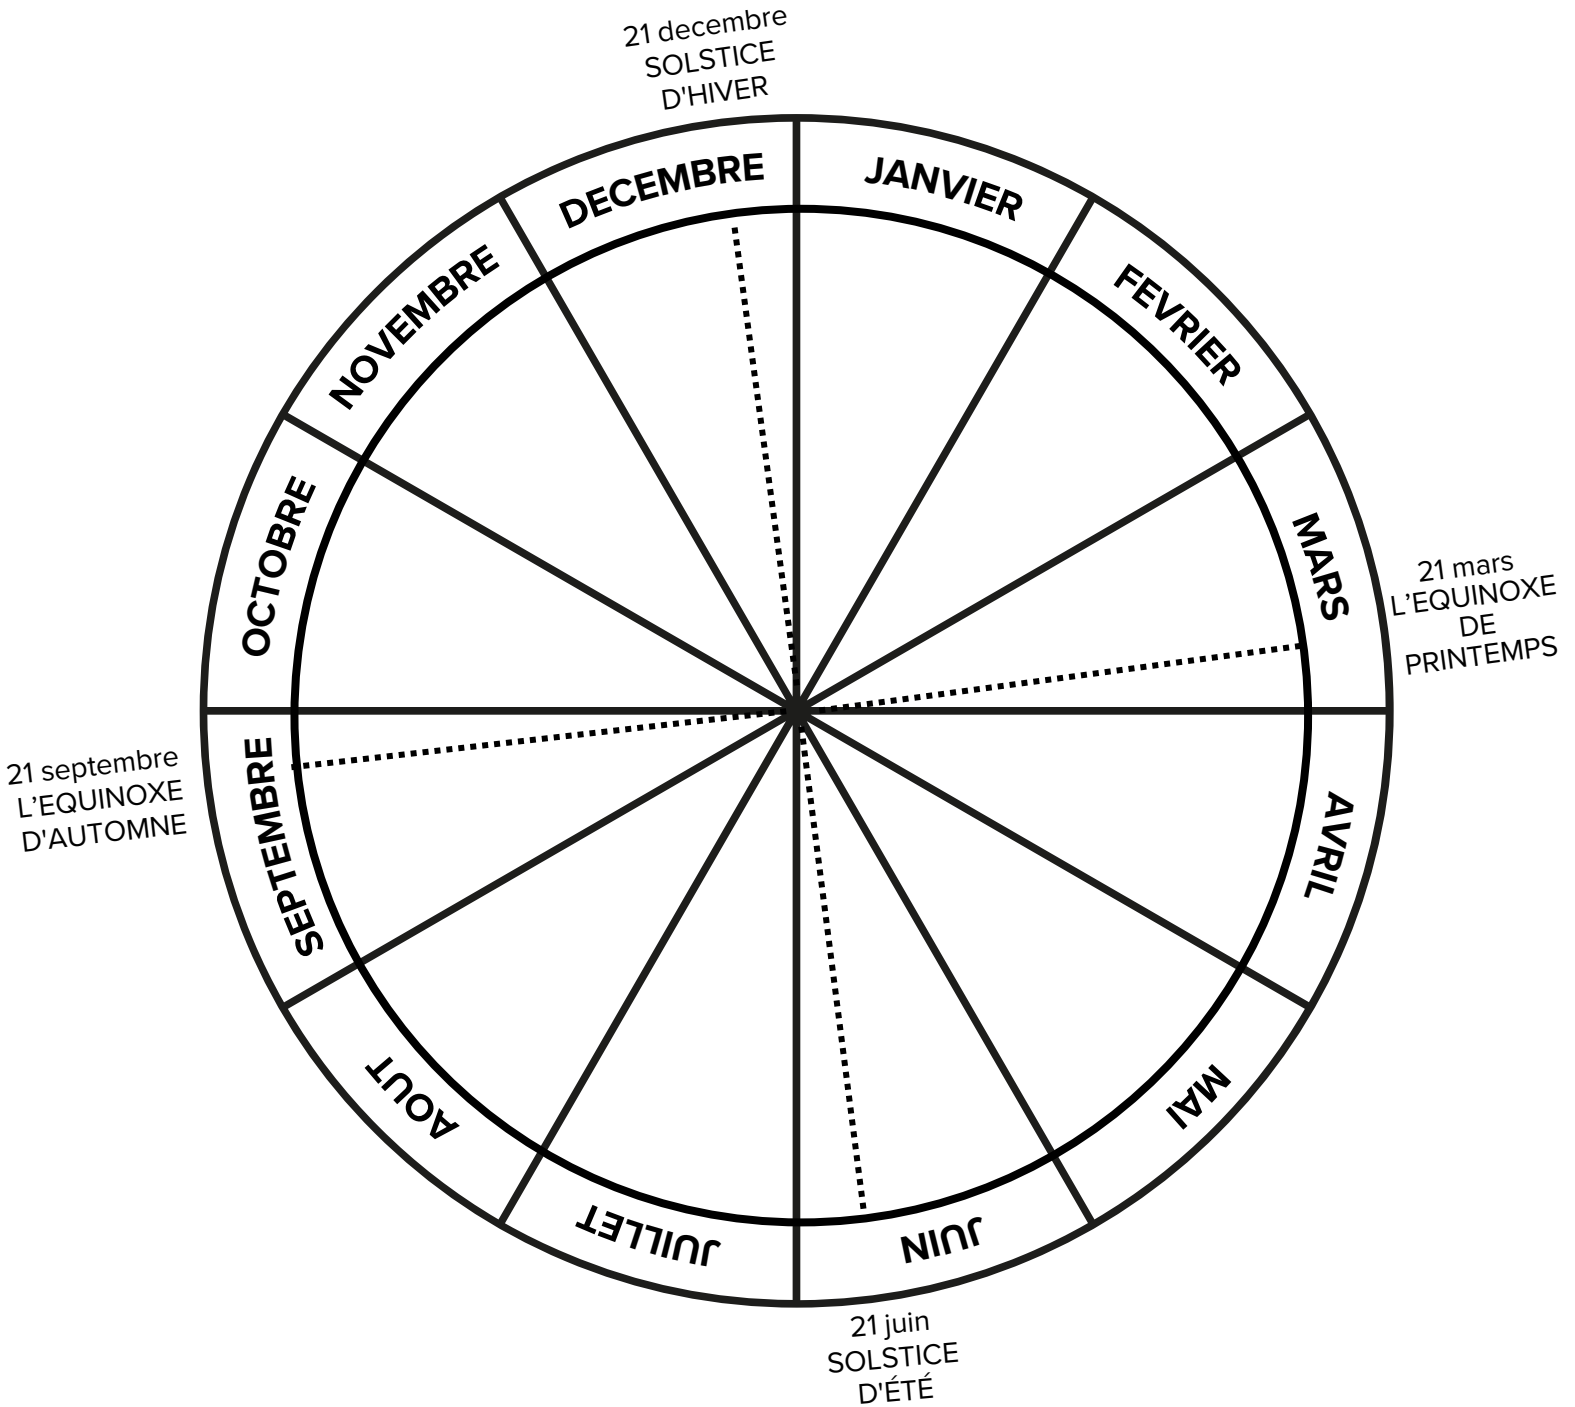 21 decembre
SOLSTICE
D'HIVER
DECEMBRE
JANVIER
FEVRIER
MARS
21 mars
L’EQUINOXE
DE
PRINTEMPS
AVRIL
MAI
JUIN
21 juin
SOLSTICE
D'ÉTÉ
JUILLET
AOUT
SEPTEMBRE
21 septembre
L’EQUINOXE
D'AUTOMNE
OCTOBRE
NOVEMBRE